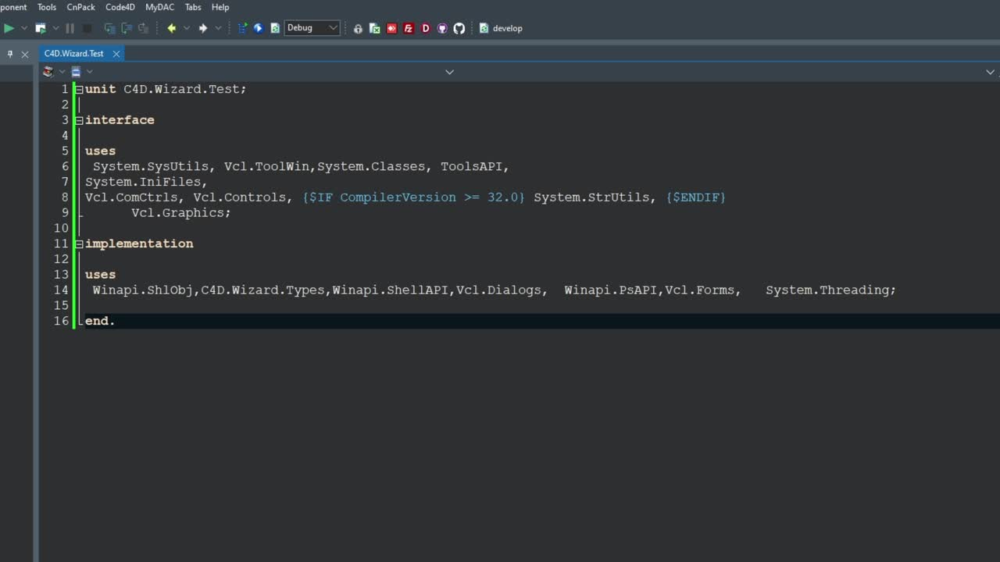 ponent Tools CnPack Code4D MyDAC Tabs Help
Debug Fz D develop
C4D.Wizard.Test
1 unit C4D.Wizard.Test;
2
3 interface
4
5 uses
6 System.SysUtils, Vcl.ToolWin,System.Classes, ToolsAPI,
7 System.IniFiles,
8 Vcl.ComCtrls, Vcl.Controls, {$IF CompilerVersion >= 32.0} System.StrUtils, {$ENDIF}
9 Vcl.Graphics;
10
11 implementation
12
13 uses
14 Winapi.ShlObj,C4D.Wizard.Types,Winapi.ShellAPI,Vcl.Dialogs,  Winapi.PsAPI,Vcl.Forms,   System.Threading;
15
16 end.